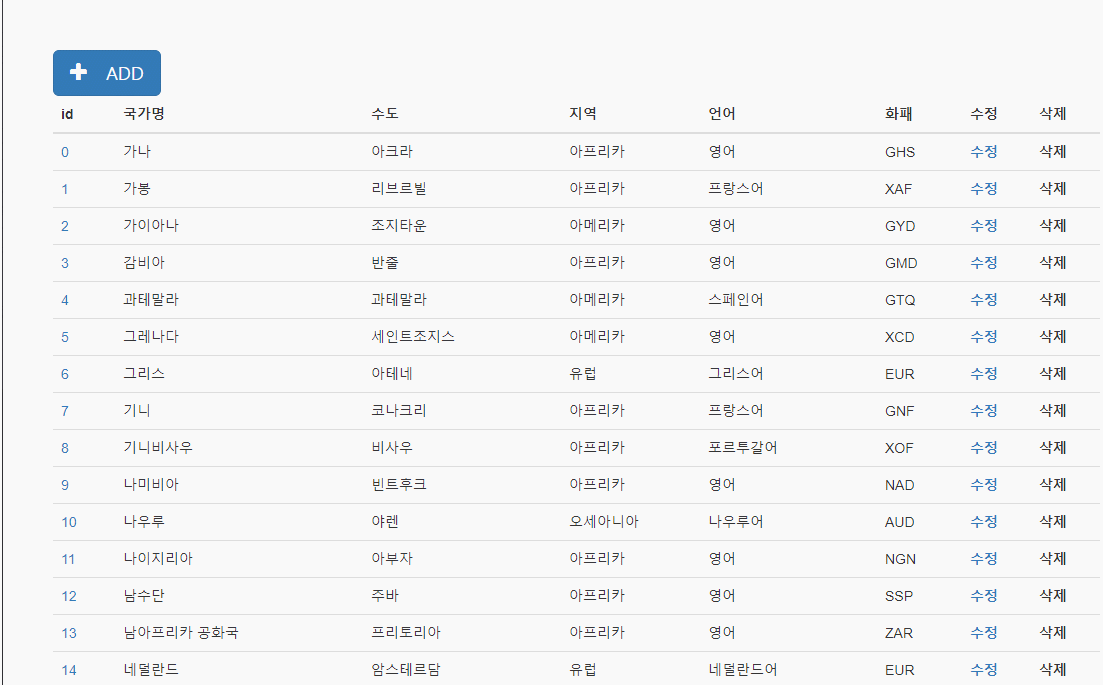 ADD
id 국가명 수도 지역 언어 화패 수정 삭제
0 가나 아크라 아프리카 영어 GHS 수정 삭제
1 가봉 리브르빌 아프리카 프랑스어 XAF 수정 삭제
2 가이아나 조지타운 아메리카 영어 GYD 수정 삭제
3 감비아 반줄 아프리카 영어 GMD 수정 삭제
4 과테말라 과테말라 아메리카 스페인어 GTQ 수정 삭제
5 그레나다 세인트조지스 아메리카 영어 XCD 수정 삭제
6 그리스 아테네 유럽 그리스어 EUR 수정 삭제
7 기니 코나크리 아프리카 프랑스어 GNF 수정 삭제
8 기니비사우 비사우 아프리카 포르투갈어 XOF 수정 삭제
9 나미비아 빈트후크 아프리카 영어 NAD 수정 삭제
10 나우루 야렌 오세아니아 나우루어 AUD 수정 삭제
11 나이지리아 아부자 아프리카 영어 NGN 수정 삭제
12 남수단 주바 아프리카 영어 SSP 수정 삭제
13 남아프리카 공화국 프리토리아 아프리카 영어 ZAR 수정 삭제
14 네덜란드 암스테르담 유럽 네덜란드어 EUR 수정 삭제